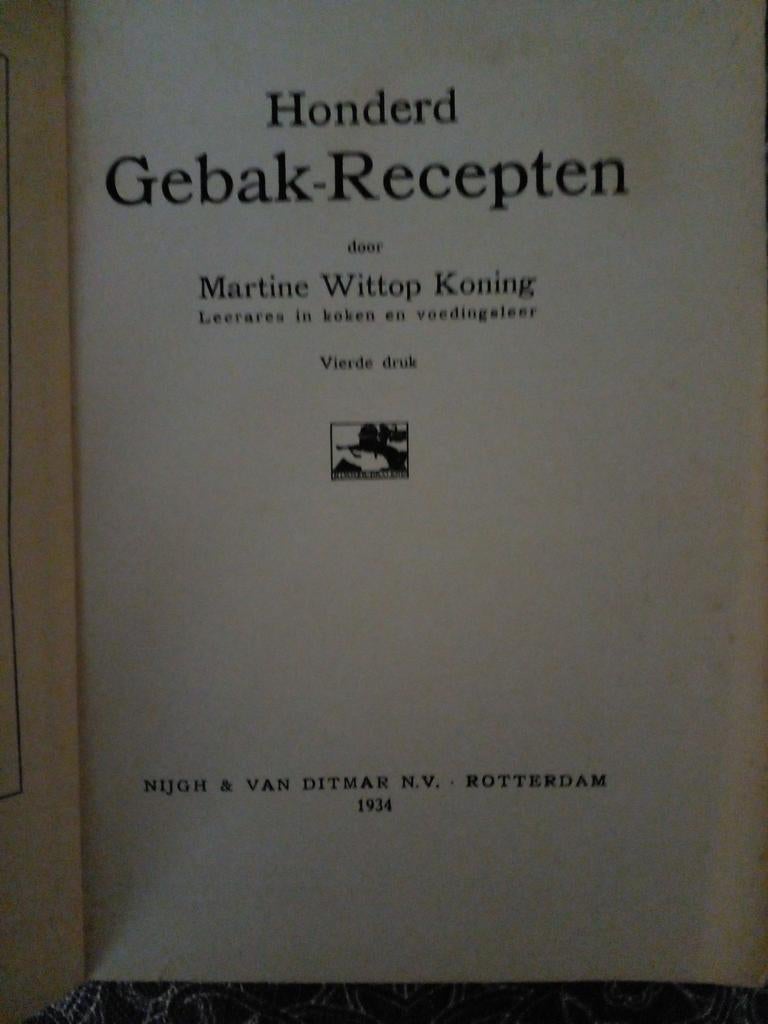 Honderd
Gebak-Recepten
door
Martine Wittop Koning
Leerares in koken en voedingsleer
Vierde druk
NIJGH & VAN DITMAR N.V. · ROTTERDAM
1934